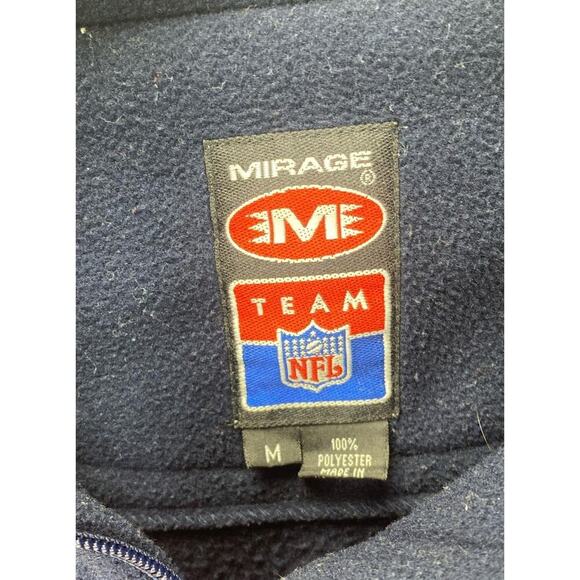 MIRAGE
®
M
TEAM
NFL
M
100%
POLYESTER
MADE IN